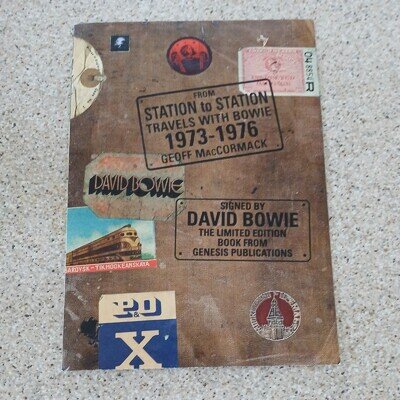 FROM
STATION to STATION
TRAVELS WITH BOWIE
1973-1976
GEOFF MACCORMACK
DAVID BOWIE
SIGNED BY
DAVID BOWIE
THE LIMITED EDITION
BOOK FROM
GENESIS PUBLICATIONS
P&O
X